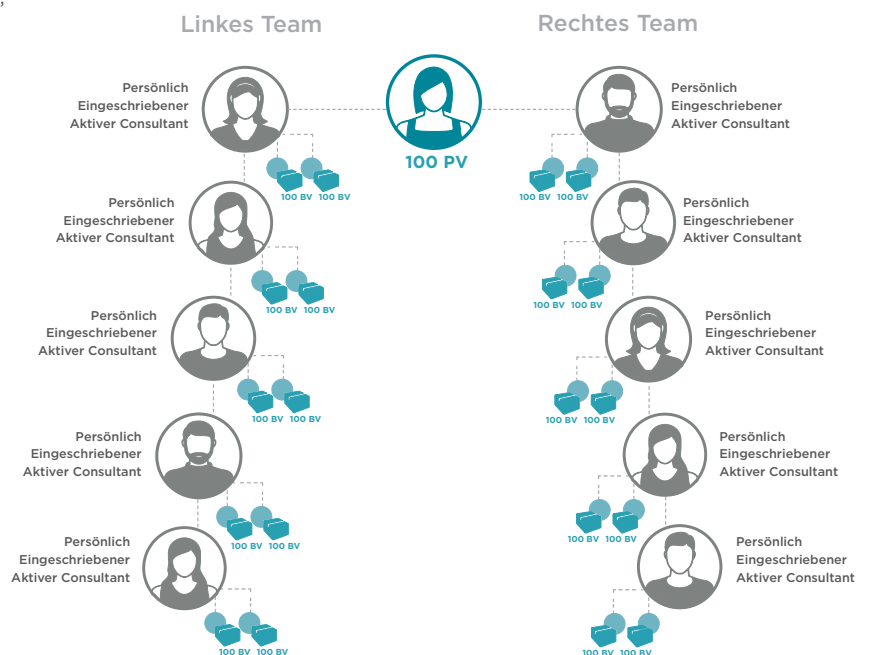 Linkes Team
Rechtes Team
Persönlich
Eingeschriebener
Aktiver Consultant
100 PV
Persönlich
Eingeschriebener
Aktiver Consultant
100 BV 100 BV
100 BV 100 BV
Persönlich
Eingeschriebener
Aktiver Consultant
Persönlich
Eingeschriebener
Aktiver Consultant
100 BV 100 BV
100 BV 100 BV
Persönlich
Eingeschriebener
Aktiver Consultant
Persönlich
Eingeschriebener
Aktiver Consultant
100 BV 100 BV
100 BV 100 BV
Persönlich
Eingeschriebener
Aktiver Consultant
Persönlich
Eingeschriebener
Aktiver Consultant
100 BV 100 BV
100 BV 100 BV
Persönlich
Eingeschriebener
Aktiver Consultant
Persönlich
Eingeschriebener
Aktiver Consultant
100 BV 100 BV
100 BV 100 BV